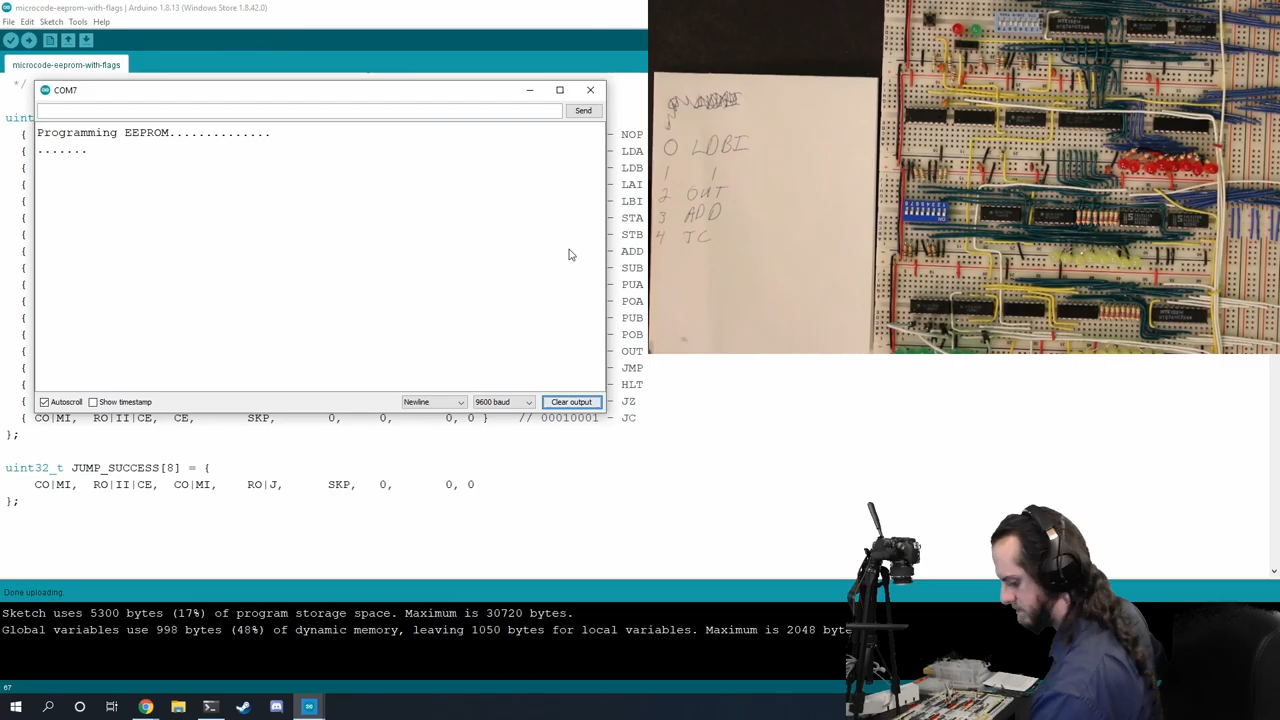 microcode-eeprom-with-flags | Arduino 1.8.13 (Windows Store 1.8.42.0)
File Edit Sketch Tools Help
microcode-eeprom-with-flags
*/
COM7
Send
Programming EEPROM..............
.......
uint
{ - NOP
{ - LDA
{ - LDB
{ - LAI
{ - LBI
{ - STA
{ - STB
{ - ADD
{ - SUB
{ - PUA
{ - POA
{ - PUB
{ - POB
{ - OUT
{ - JMP
{ - HLT
{ - JZ
Autoscroll Show timestamp Newline 9600 baud Clear output
{ CO|MI, RO|II|CE, CE, SKP, 0, 0, 0, 0 } // 00010001 - JC
};
uint32_t JUMP_SUCCESS[8] = {
CO|MI, RO|II|CE, CO|MI, RO|J, SKP, 0, 0, 0
};
Done uploading.
Sketch uses 5300 bytes (17%) of program storage space. Maximum is 30720 bytes.
Global variables use 998 bytes (48%) of dynamic memory, leaving 1050 bytes for local variables. Maximum is 2048 byte
67
0 LDBI
1 1
2 OUT
3 ADD
4 JC